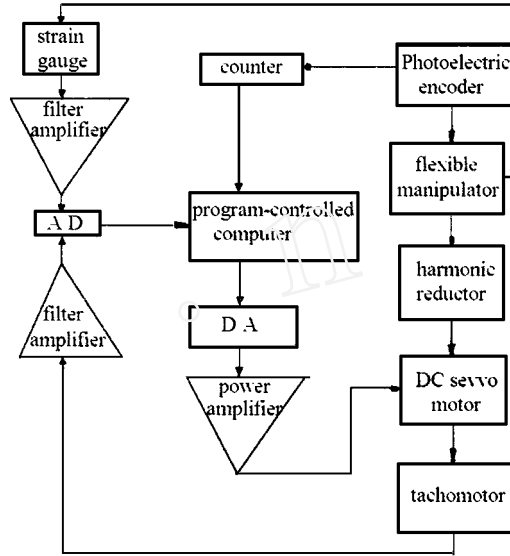 strain
gauge
filter
amplifier
A D
filter
amplifier
counter
program-controlled
computer
D A
power
amplifier
Photoelectric
encoder
flexible
manipulator
harmonic
reductor
DC sevvo
motor
tachomotor